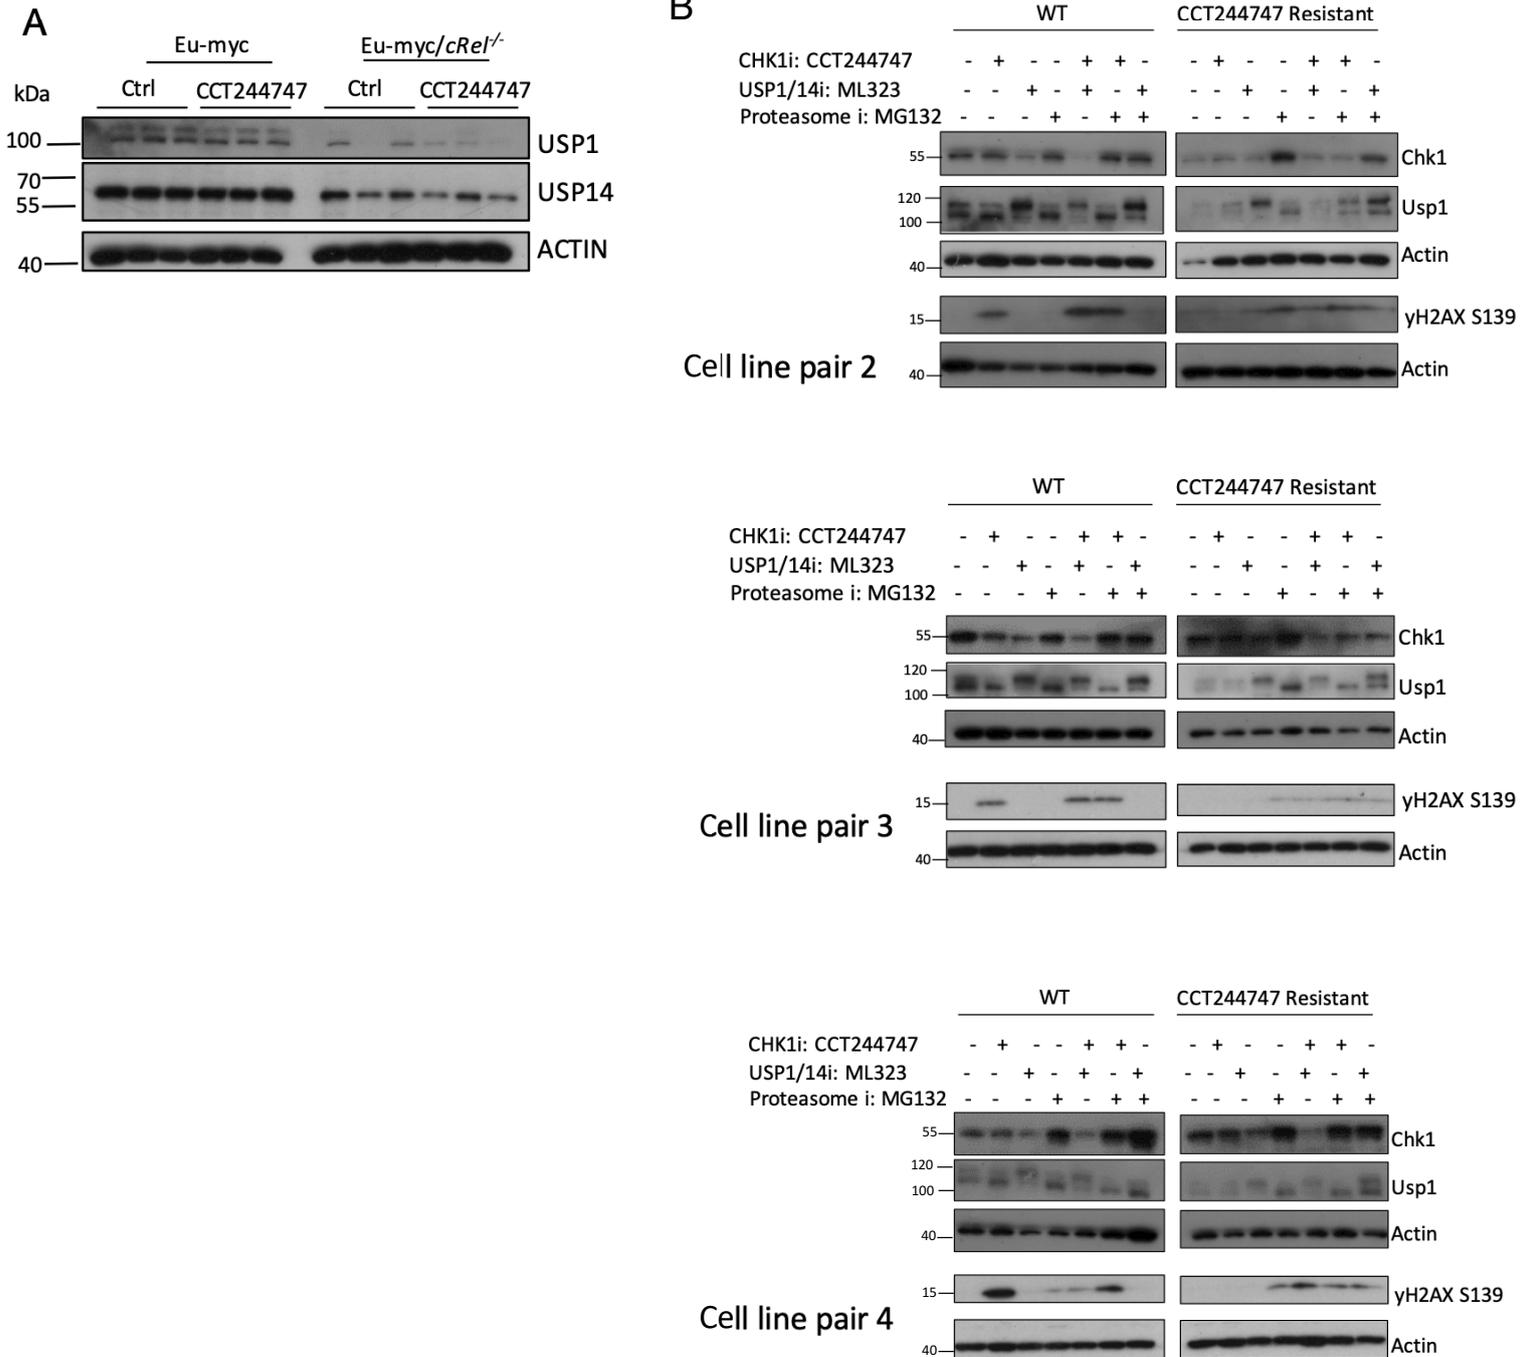 A
Eu-myc Eu-myc/cRel-/-
kDa Ctrl CCT244747 Ctrl CCT244747
100 USP1
70
55 USP14
40 ACTIN
B
WT CCT244747 Resistant
CHK1i: CCT244747 - + - - + + - - + - - + + -
USP1/14i: ML323 - - + - + - + - - + - + - +
Proteasome i: MG132 - - - + - + + - - - + - + +
55 Chk1
120
100 Usp1
40 Actin
15 yH2AX S139
40 Actin
Cell line pair 2
WT CCT244747 Resistant
CHK1i: CCT244747 - + - - + + - - + - - + + -
USP1/14i: ML323 - - + - + - + - - + - + - +
Proteasome i: MG132 - - - + - + + - - - + - + +
55 Chk1
120
100 Usp1
40 Actin
15 yH2AX S139
Cell line pair 3
40 Actin
WT CCT244747 Resistant
CHK1i: CCT244747 - + - - + + - - + - - + + -
USP1/14i: ML323 - - + - + - + - - + - + - +
Proteasome i: MG132 - - - + - + + - - - + - + +
55 Chk1
120
100 Usp1
40 Actin
15 yH2AX S139
Cell line pair 4
40 Actin